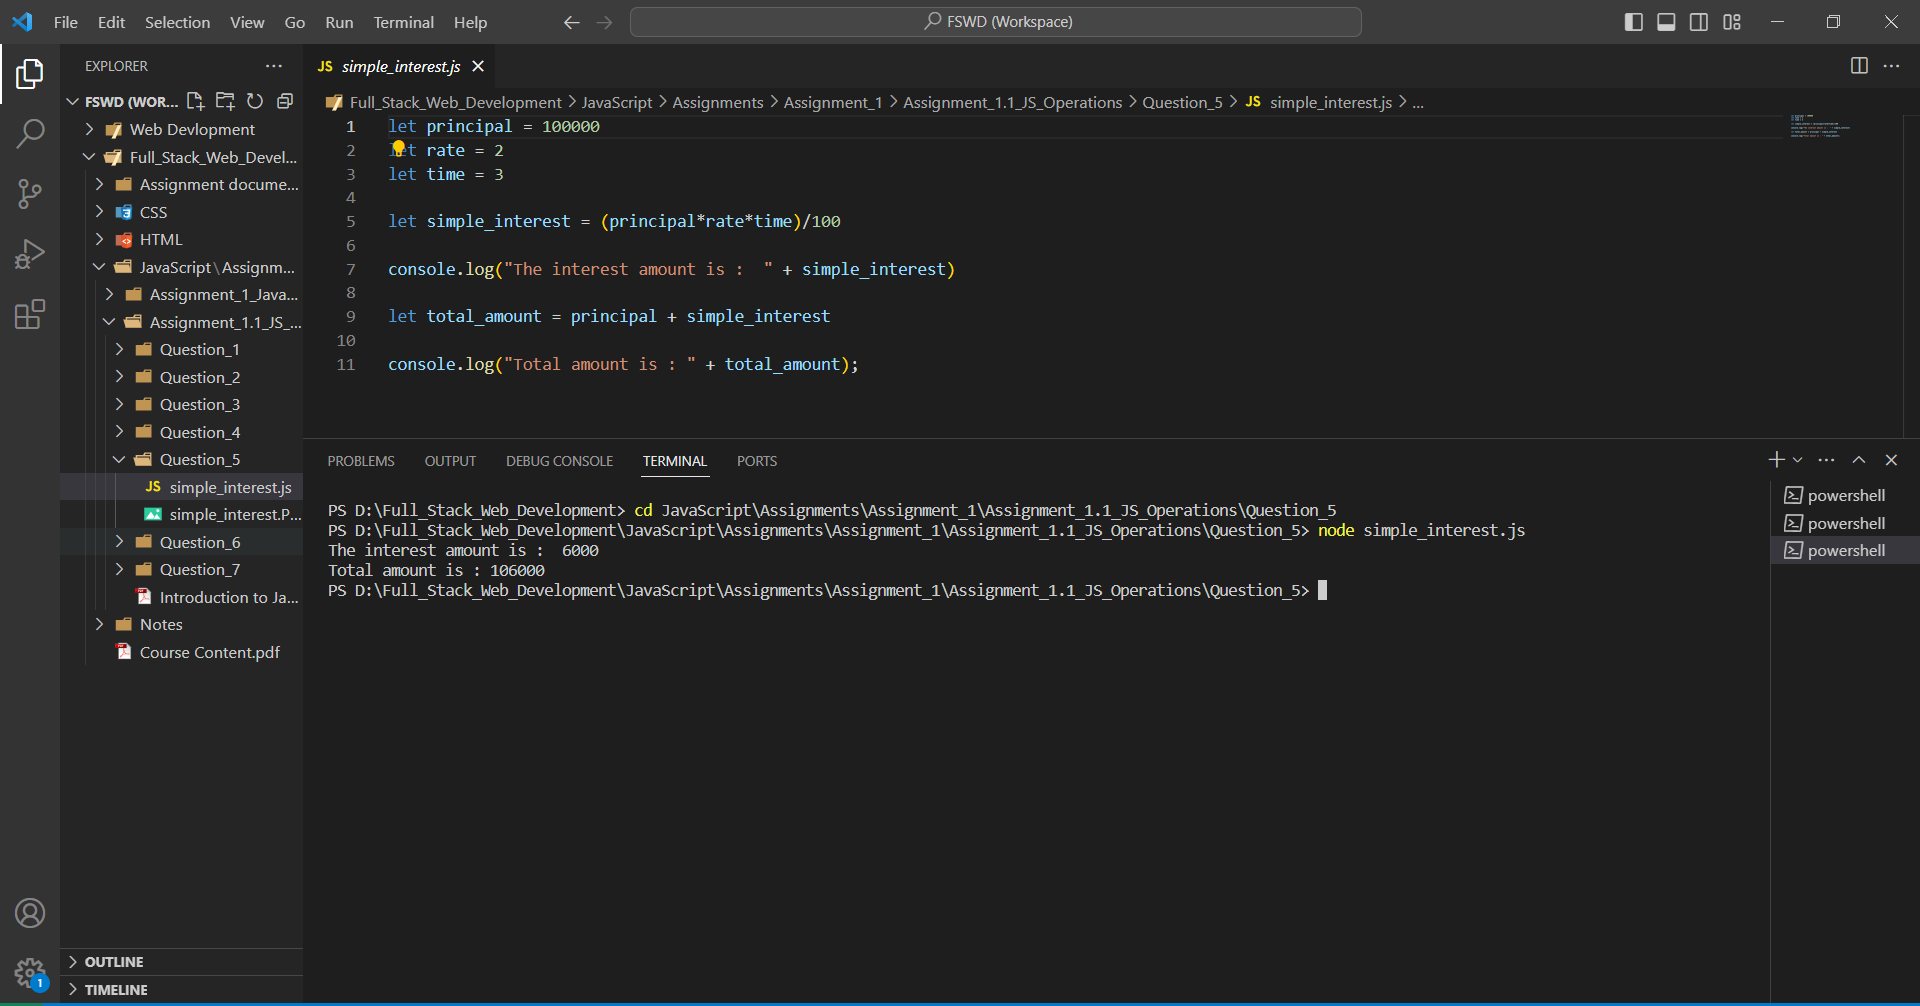 File Edit Selection View Go Run Terminal Help
FSWD (Workspace)
EXPLORER
FSWD (WOR...
Web Devlopment
Full_Stack_Web_Devel...
Assignment docume...
CSS
HTML
JavaScript\Assignm...
Assignment_1_Java...
Assignment_1.1_JS_...
Question_1
Question_2
Question_3
Question_4
Question_5
JS simple_interest.js
simple_interest.P...
Question_6
Question_7
Introduction to Ja...
Notes
Course Content.pdf
OUTLINE
TIMELINE
1
JS simple_interest.js
Full_Stack_Web_Development > JavaScript > Assignments > Assignment_1 > Assignment_1.1_JS_Operations > Question_5 > JS simple_interest.js > ...
1 let principal = 100000
2 let rate = 2
3 let time = 3
4
5 let simple_interest = (principal*rate*time)/100
6
7 console.log("The interest amount is :  " + simple_interest)
8
9 let total_amount = principal + simple_interest
10
11 console.log("Total amount is : " + total_amount);
PROBLEMS OUTPUT DEBUG CONSOLE TERMINAL PORTS
PS D:\Full_Stack_Web_Development> cd JavaScript\Assignments\Assignment_1\Assignment_1.1_JS_Operations\Question_5
PS D:\Full_Stack_Web_Development\JavaScript\Assignments\Assignment_1\Assignment_1.1_JS_Operations\Question_5> node simple_interest.js
The interest amount is :  6000
Total amount is : 106000
PS D:\Full_Stack_Web_Development\JavaScript\Assignments\Assignment_1\Assignment_1.1_JS_Operations\Question_5>
powershell
powershell
powershell